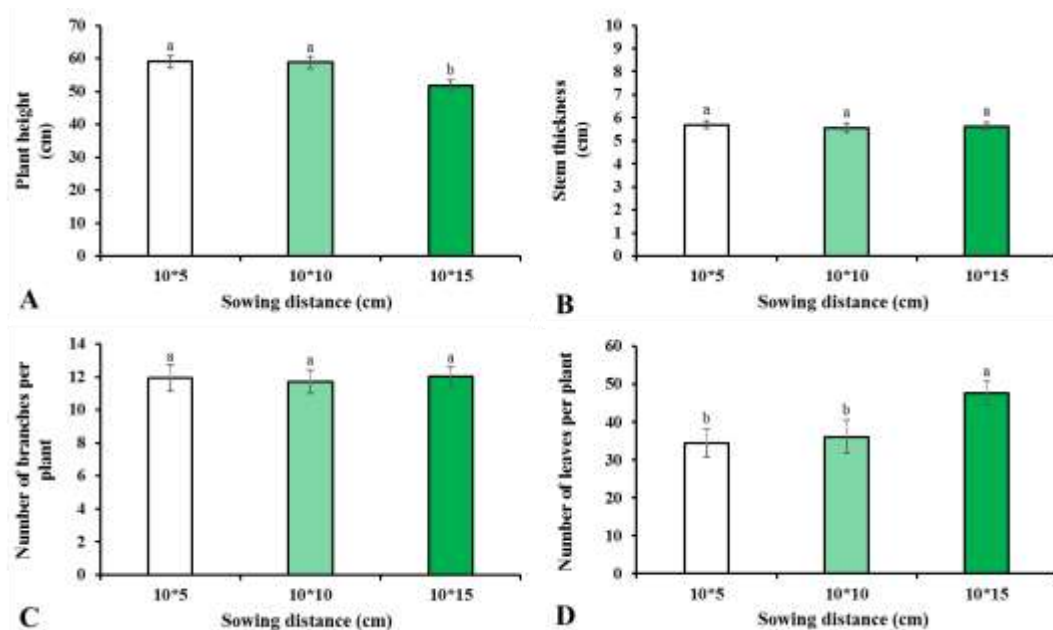 70
60
50
40
30
20
10
0
Plant height
(cm)
a
a
b
10*5
10*10
10*15
Sowing distance (cm)
A
10
9
8
7
6
5
4
3
2
1
0
Stem thickness
(cm)
a
a
a
10*5
10*10
10*15
Sowing distance (cm)
B
14
12
10
8
6
4
2
0
Number of branches per
plant
a
a
a
10*5
10*10
10*15
Sowing distance (cm)
C
60
50
40
30
20
10
0
Number of leaves per plant
b
b
a
10*5
10*10
10*15
Sowing distance (cm)
D